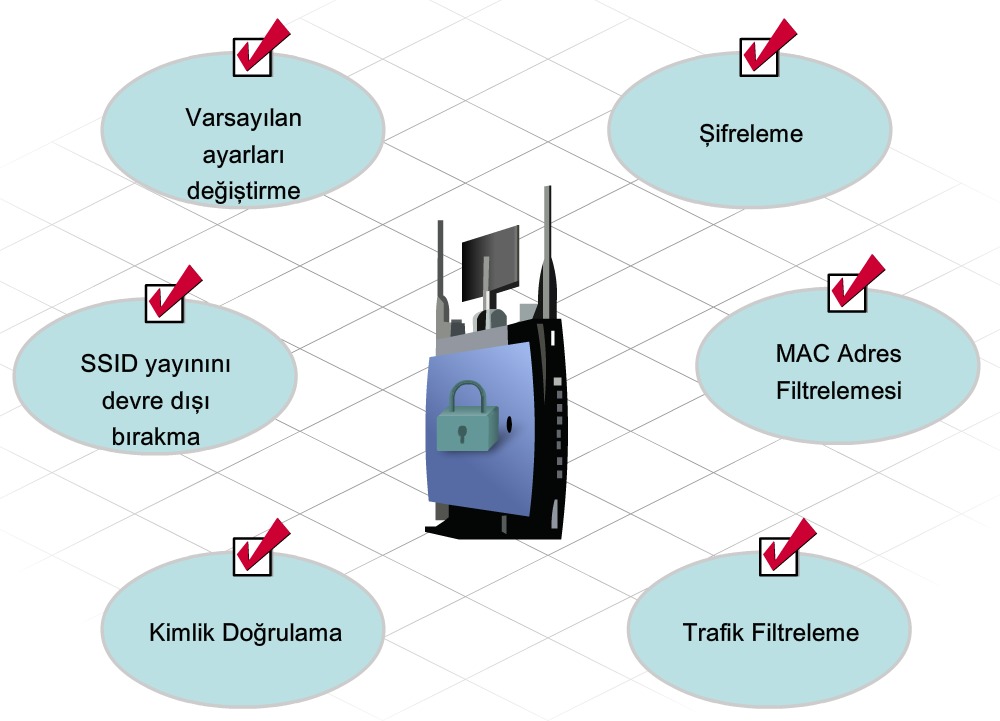 Varsayılan
ayarları
değiştirme
Şifreleme
SSID yayınını
devre dışı
bırakma
MAC Adres
Filtrelemesi
Kimlik Doğrulama
Trafik Filtreleme